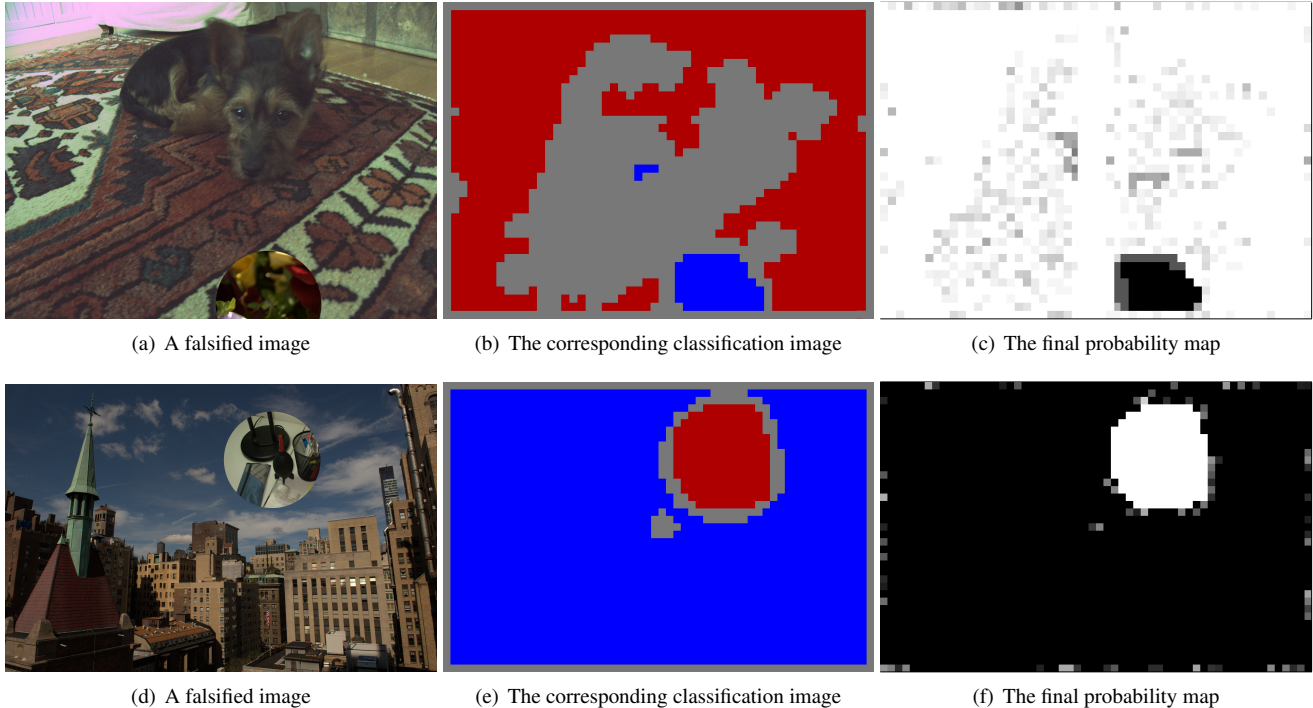 (a) A falsified image
(b) The corresponding classification image
(c) The final probability map
(d) A falsified image
(e) The corresponding classification image
(f) The final probability map